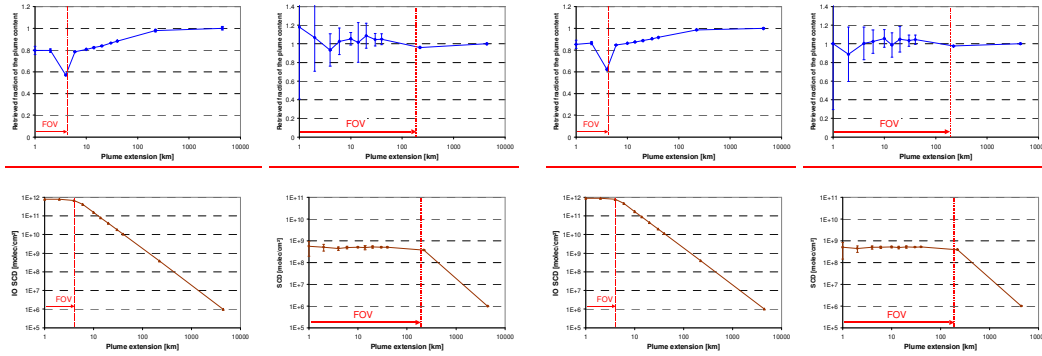 Retrieved fraction of the plume content
1.2
1
0.8
0.6
0.4
0.2
0
FOV
1 10 100 1000 10000
Plume extension [km]
Retrieved fraction of the plume content
1.4
1.2
1
0.8
0.6
0.4
0.2
0
FOV
1 10 100 1000 10000
Plume extension [km]
Retrieved fraction of the plume content
1.2
1
0.8
0.6
0.4
0.2
0
FOV
1 10 100 1000 10000
Plume extension [km]
Retrieved fraction of the plume content
1.4
1.2
1
0.8
0.6
0.4
0.2
0
FOV
1 10 100 1000 10000
Plume extension [km]
IO SCD [molec/cm²]
1E+12
1E+11
1E+10
1E+9
1E+8
1E+7
1E+6
1E+5
FOV
1 10 100 1000 10000
Plume extension [km]
SCD [molec/cm²]
1E+11
1E+10
1E+9
1E+8
1E+7
1E+6
1E+5
FOV
1 10 100 1000 10000
Plume extension [km]
IO SCD [molec/cm²]
1E+12
1E+11
1E+10
1E+9
1E+8
1E+7
1E+6
1E+5
FOV
1 10 100 1000 10000
Plume extension [km]
SCD [molec/cm²]
1E+11
1E+10
1E+9
1E+8
1E+7
1E+6
1E+5
FOV
1 10 100 1000 10000
Plume extension [km]